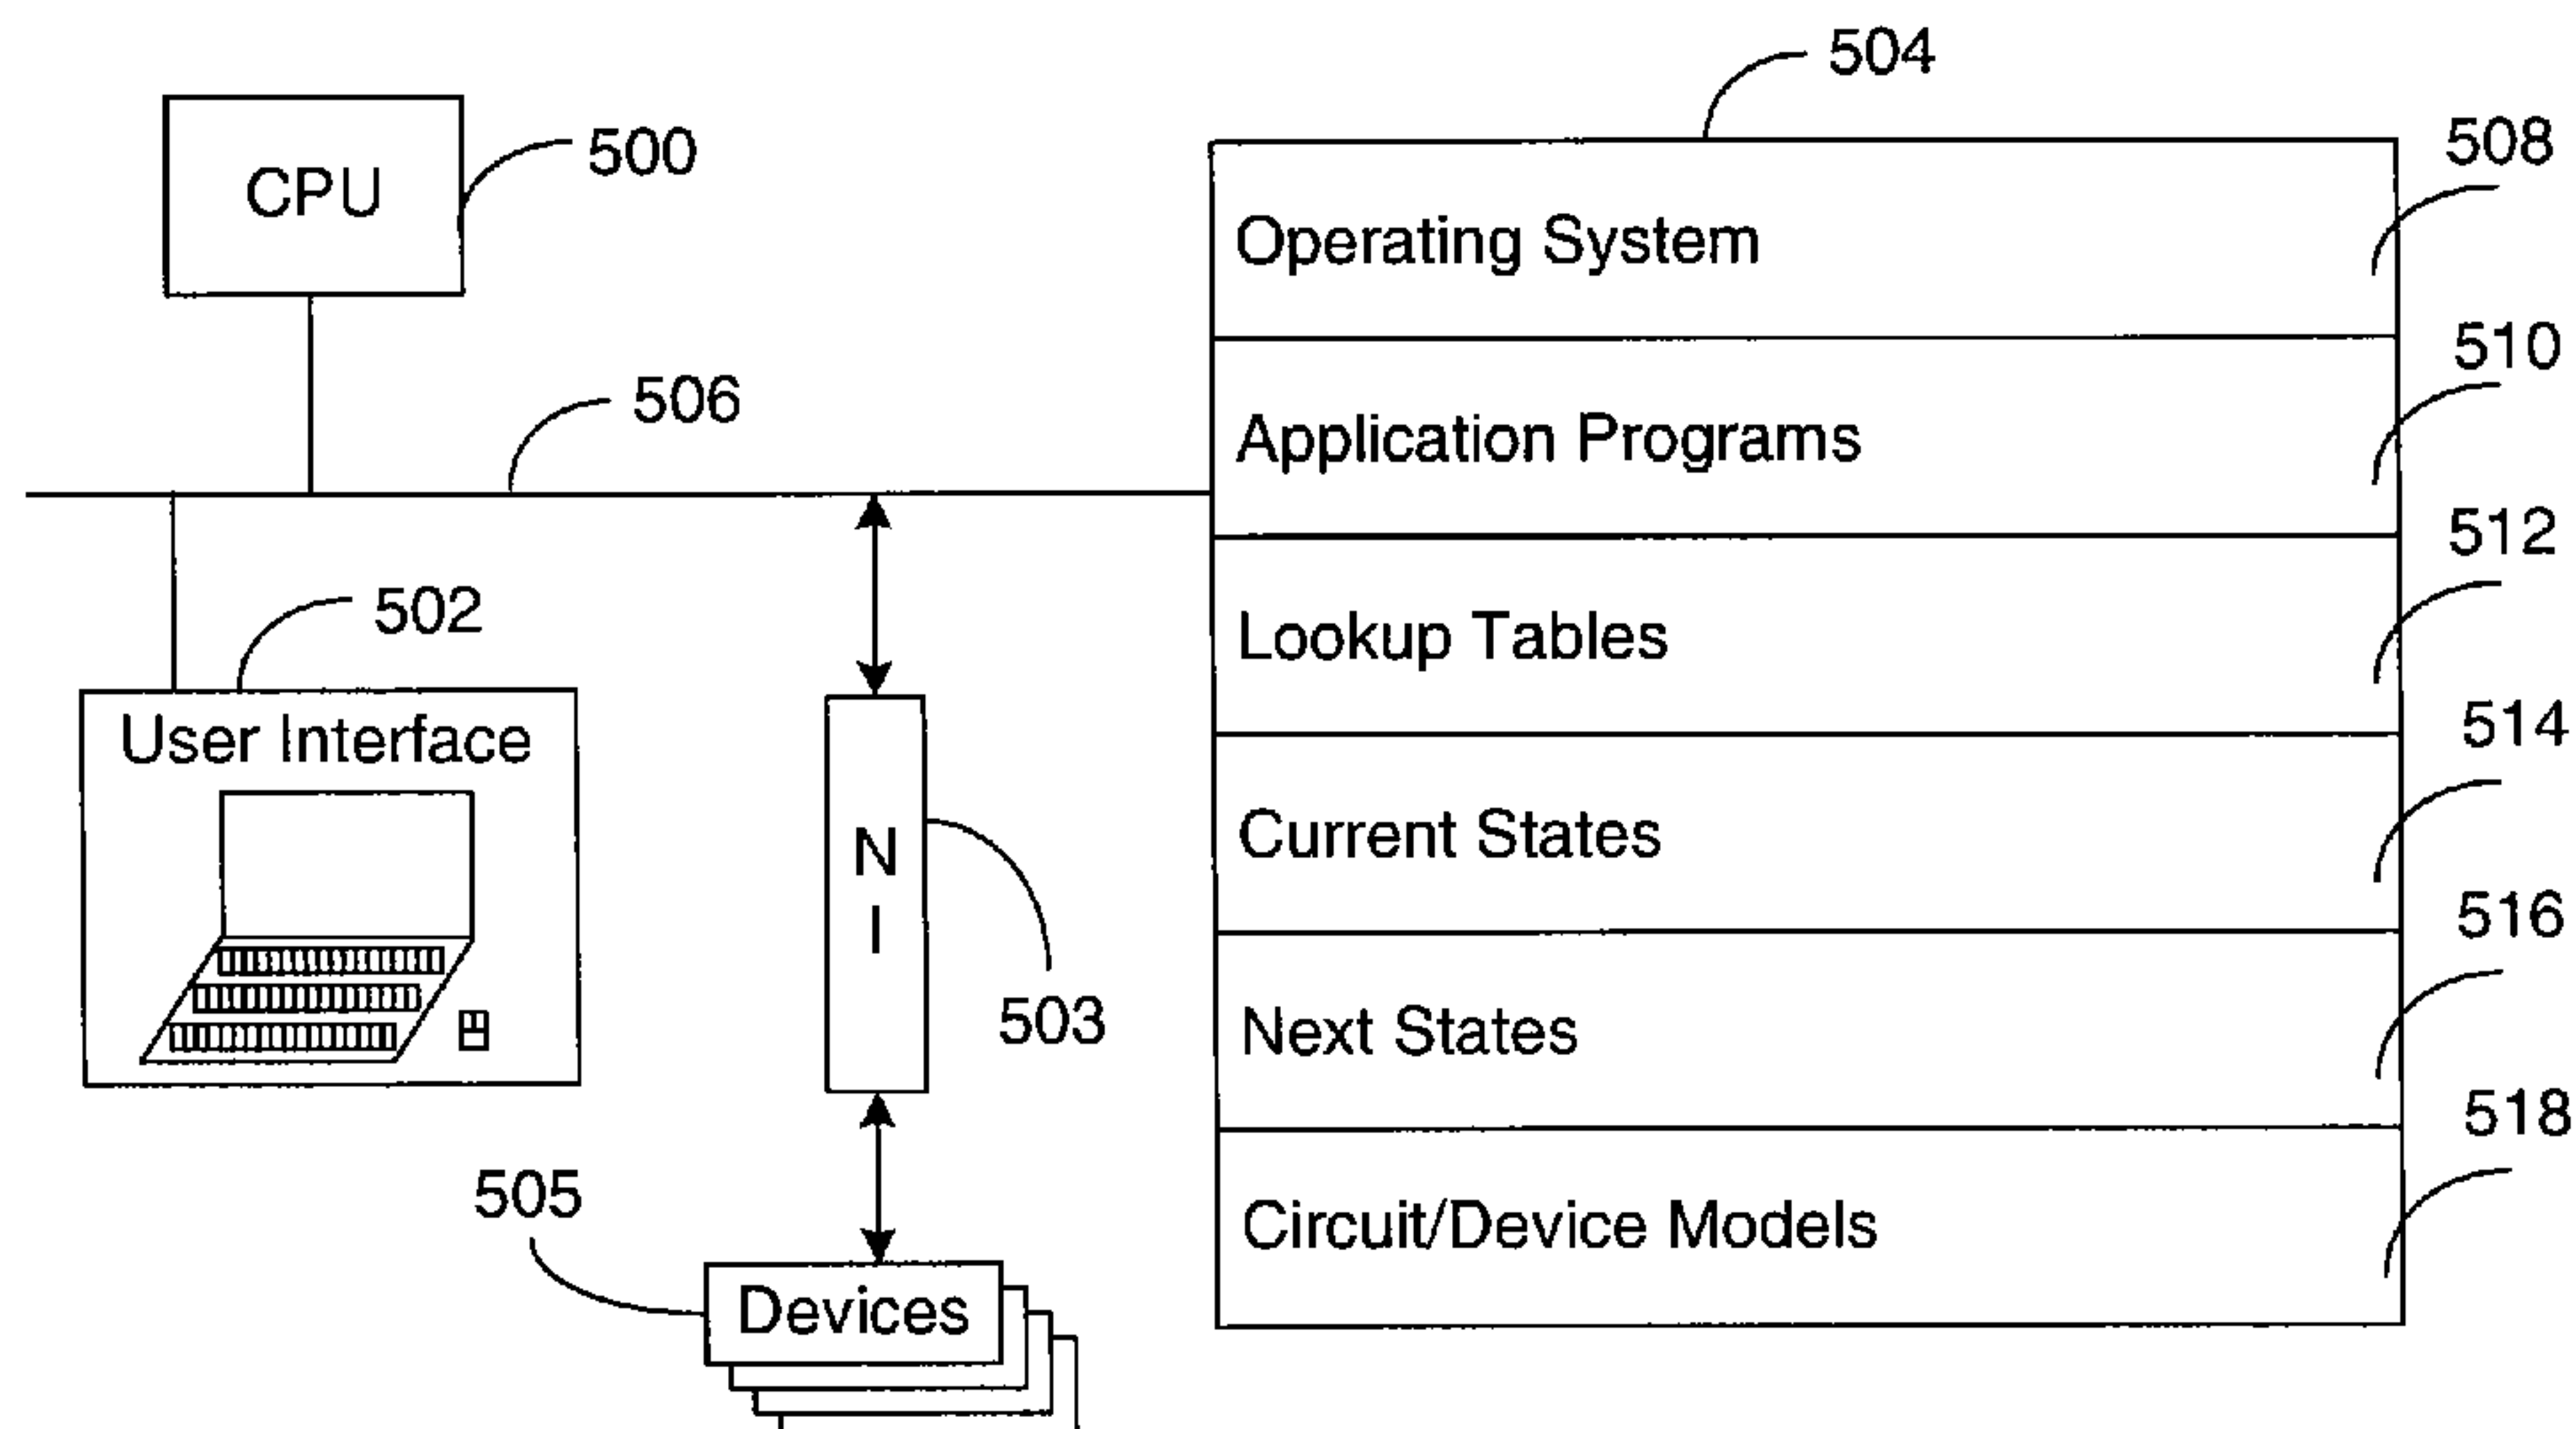 504
CPU
500
508
Operating System
510
506
Application Programs
512
502
Lookup Tables
User Interface
514
N
I
Current States
516
503
Next States
518
505
Circuit/Device Models
Devices